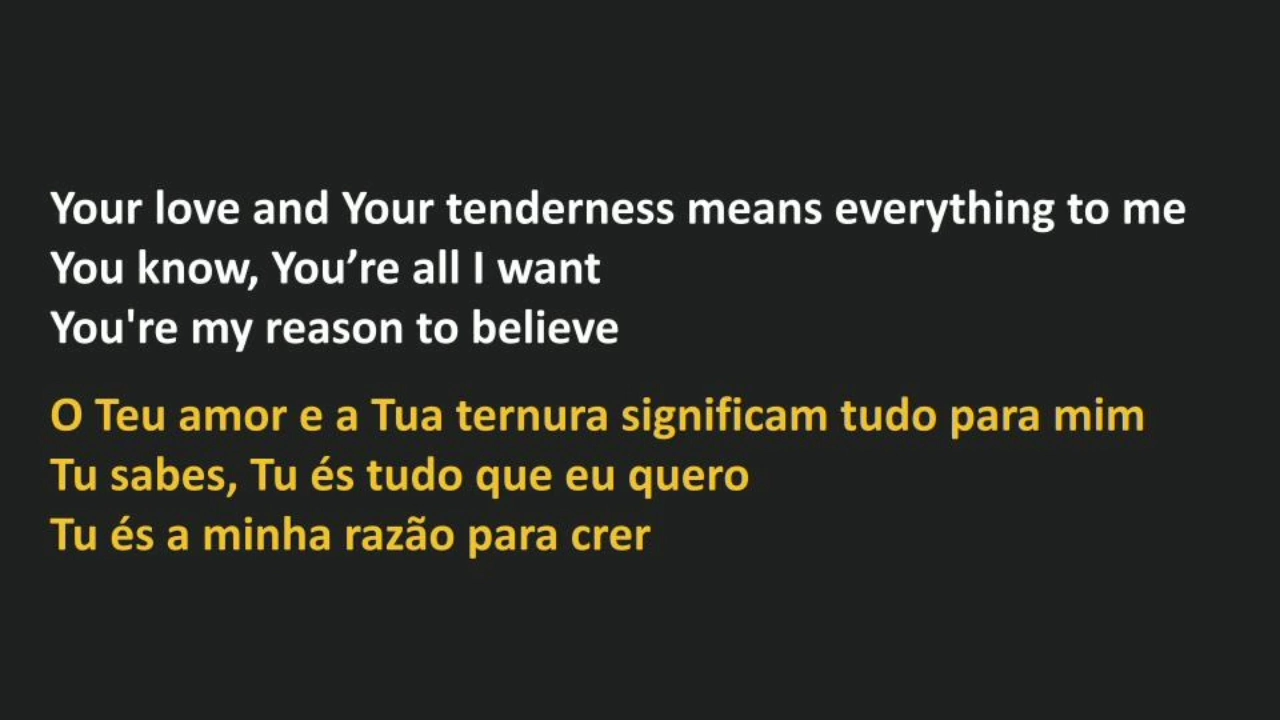 Your love and Your tenderness means everything to me
You know, You’re all I want
You're my reason to believe
O Teu amor e a Tua ternura significam tudo para mim
Tu sabes, Tu és tudo que eu quero
Tu és a minha razão para crer